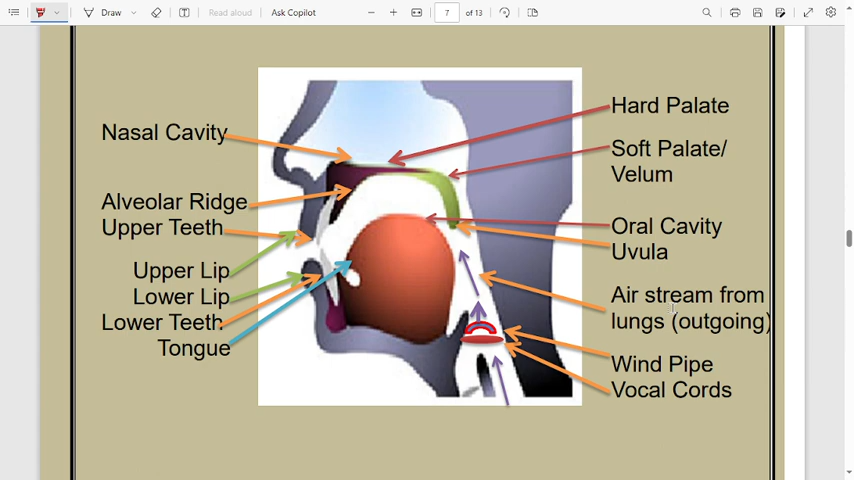 Draw
Read aloud
Ask Copilot
7
of 13
Nasal Cavity
Alveolar Ridge
Upper Teeth
Upper Lip
Lower Lip
Lower Teeth
Tongue
Hard Palate
Soft Palate/
Velum
Oral Cavity
Uvula
Air stream from
lungs (outgoing)
Wind Pipe
Vocal Cords